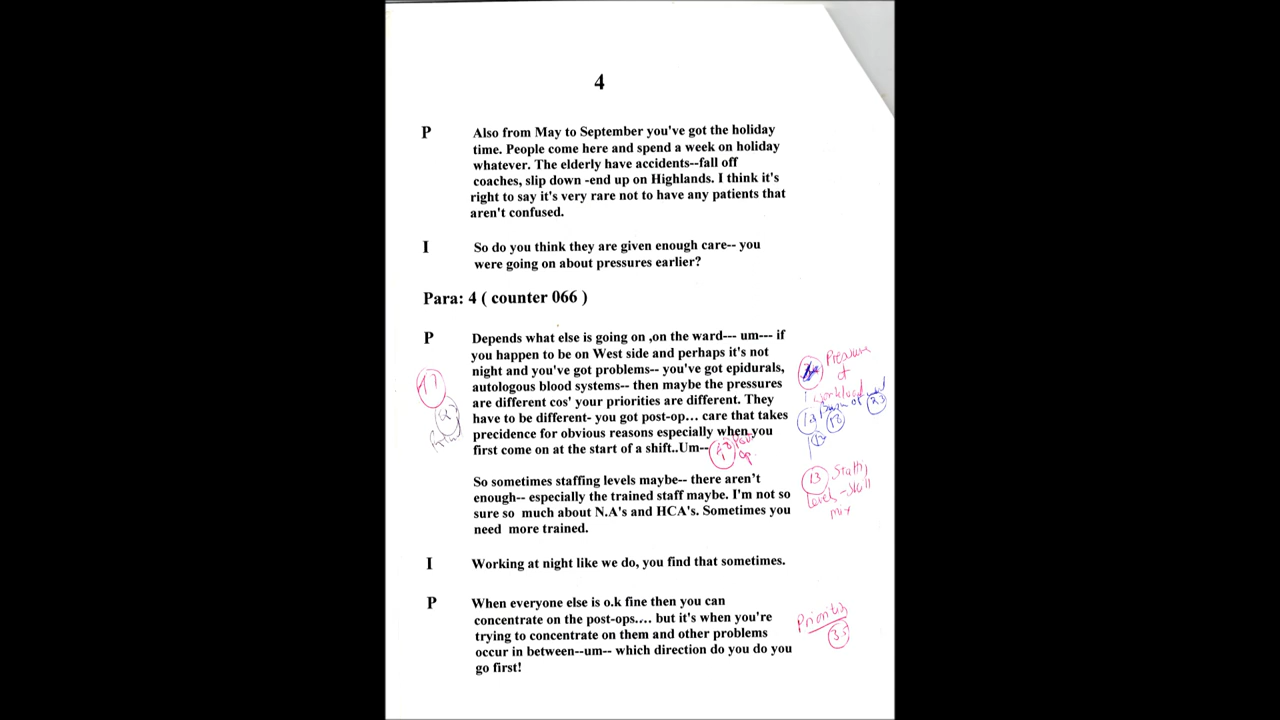 4
P Also from May to September you've got the holiday
time. People come here and spend a week on holiday
whatever. The elderly have accidents--fall off
coaches, slip down -end up on Highlands. I think it's
right to say it's very rare not to have any patients that
aren't confused.
I So do you think they are given enough care-- you
were going on about pressures earlier?
Para: 4 ( counter 066 )
P Depends what else is going on ,on the ward--- um--- if
you happen to be on West side and perhaps it's not
night and you've got problems-- you've got epidurals,
autologous blood systems-- then maybe the pressures
are different cos' your priorities are different. They
have to be different- you got post-op... care that takes
precidence for obvious reasons especially when you
first come on at the start of a shift..Um--
Pressure
of
workload
So sometimes staffing levels maybe-- there aren't
enough-- especially the trained staff maybe. I'm not so
sure so much about N.A's and HCA's. Sometimes you
need more trained.
13 Staffing
levels - skill
mix
I Working at night like we do, you find that sometimes.
P When everyone else is o.k fine then you can
concentrate on the post-ops.... but it's when you're
trying to concentrate on them and other problems
occur in between--um-- which direction do you do you
go first!
Priorities
35